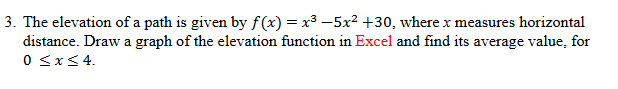 3. The elevation of a path is given by f(x) = x³ −5x² +30, where x measures horizontal
distance. Draw a graph of the elevation function in Excel and find its average value, for
0 ≤ x ≤ 4.